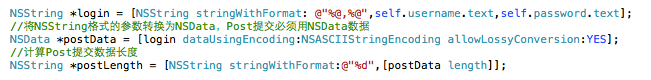 NSString *login = [NSString stringWithFormat: @"%@,%@",self.username.text,self.password.text];
//将NSString格式的参数转换为NSData，Post提交必须用NSData数据
NSData *postData = [login dataUsingEncoding:NSASCIIStringEncoding allowLossyConversion:YES];
//计算Post提交数据长度
NSString *postLength = [NSString stringWithFormat:@"%d",[postData length]];